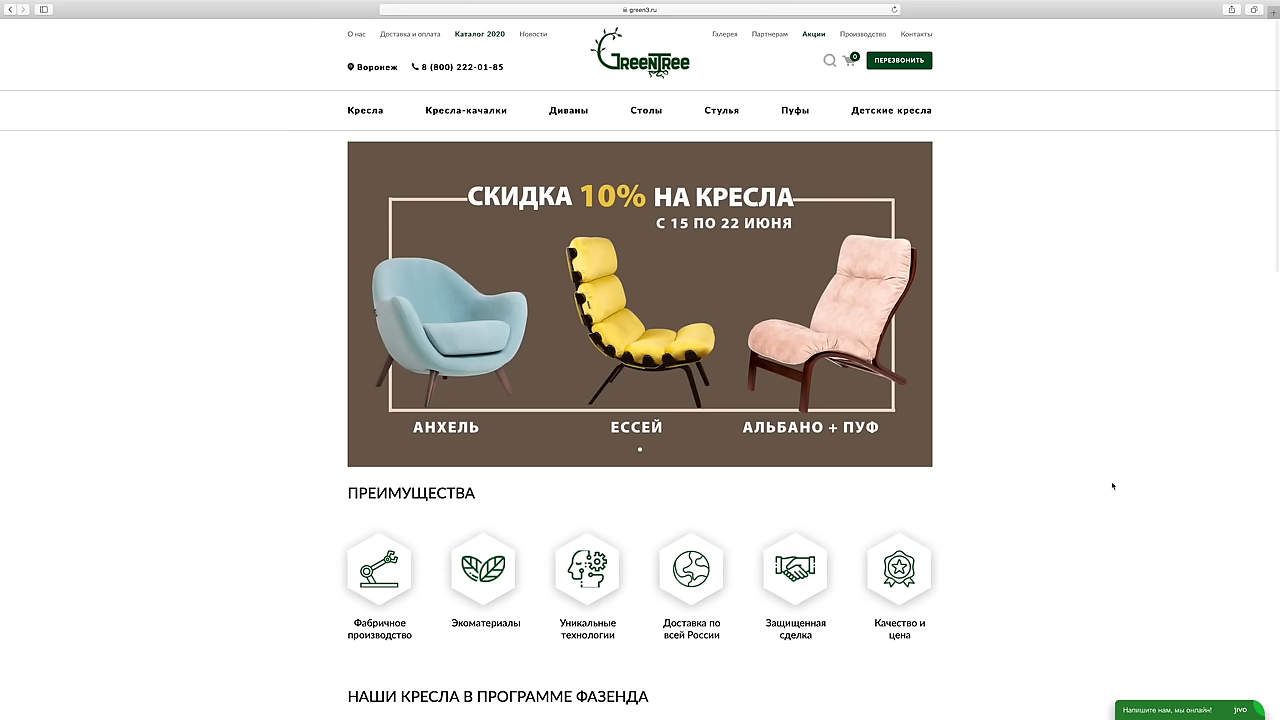 green3.ru
О нас Доставка и оплата Каталог 2020 Новости
GREENTREE
Галерея Партнерам Акции Производство Контакты
Воронеж 8 (800) 222-01-85
0
ПЕРЕЗВОНИТЬ
Кресла Кресла-качалки Диваны Столы Стулья Пуфы Детские кресла
СКИДКА 10% НА КРЕСЛА
С 15 ПО 22 ИЮНЯ
АНХЕЛЬ ЕССЕЙ АЛЬБАНО + ПУФ
ПРЕИМУЩЕСТВА
Фабричное
производство
Экоматериалы
Уникальные
технологии
Доставка по
всей России
Защищенная
сделка
Качество и
цена
НАШИ КРЕСЛА В ПРОГРАММЕ ФАЗЕНДА
Напишите нам, мы онлайн! jivo